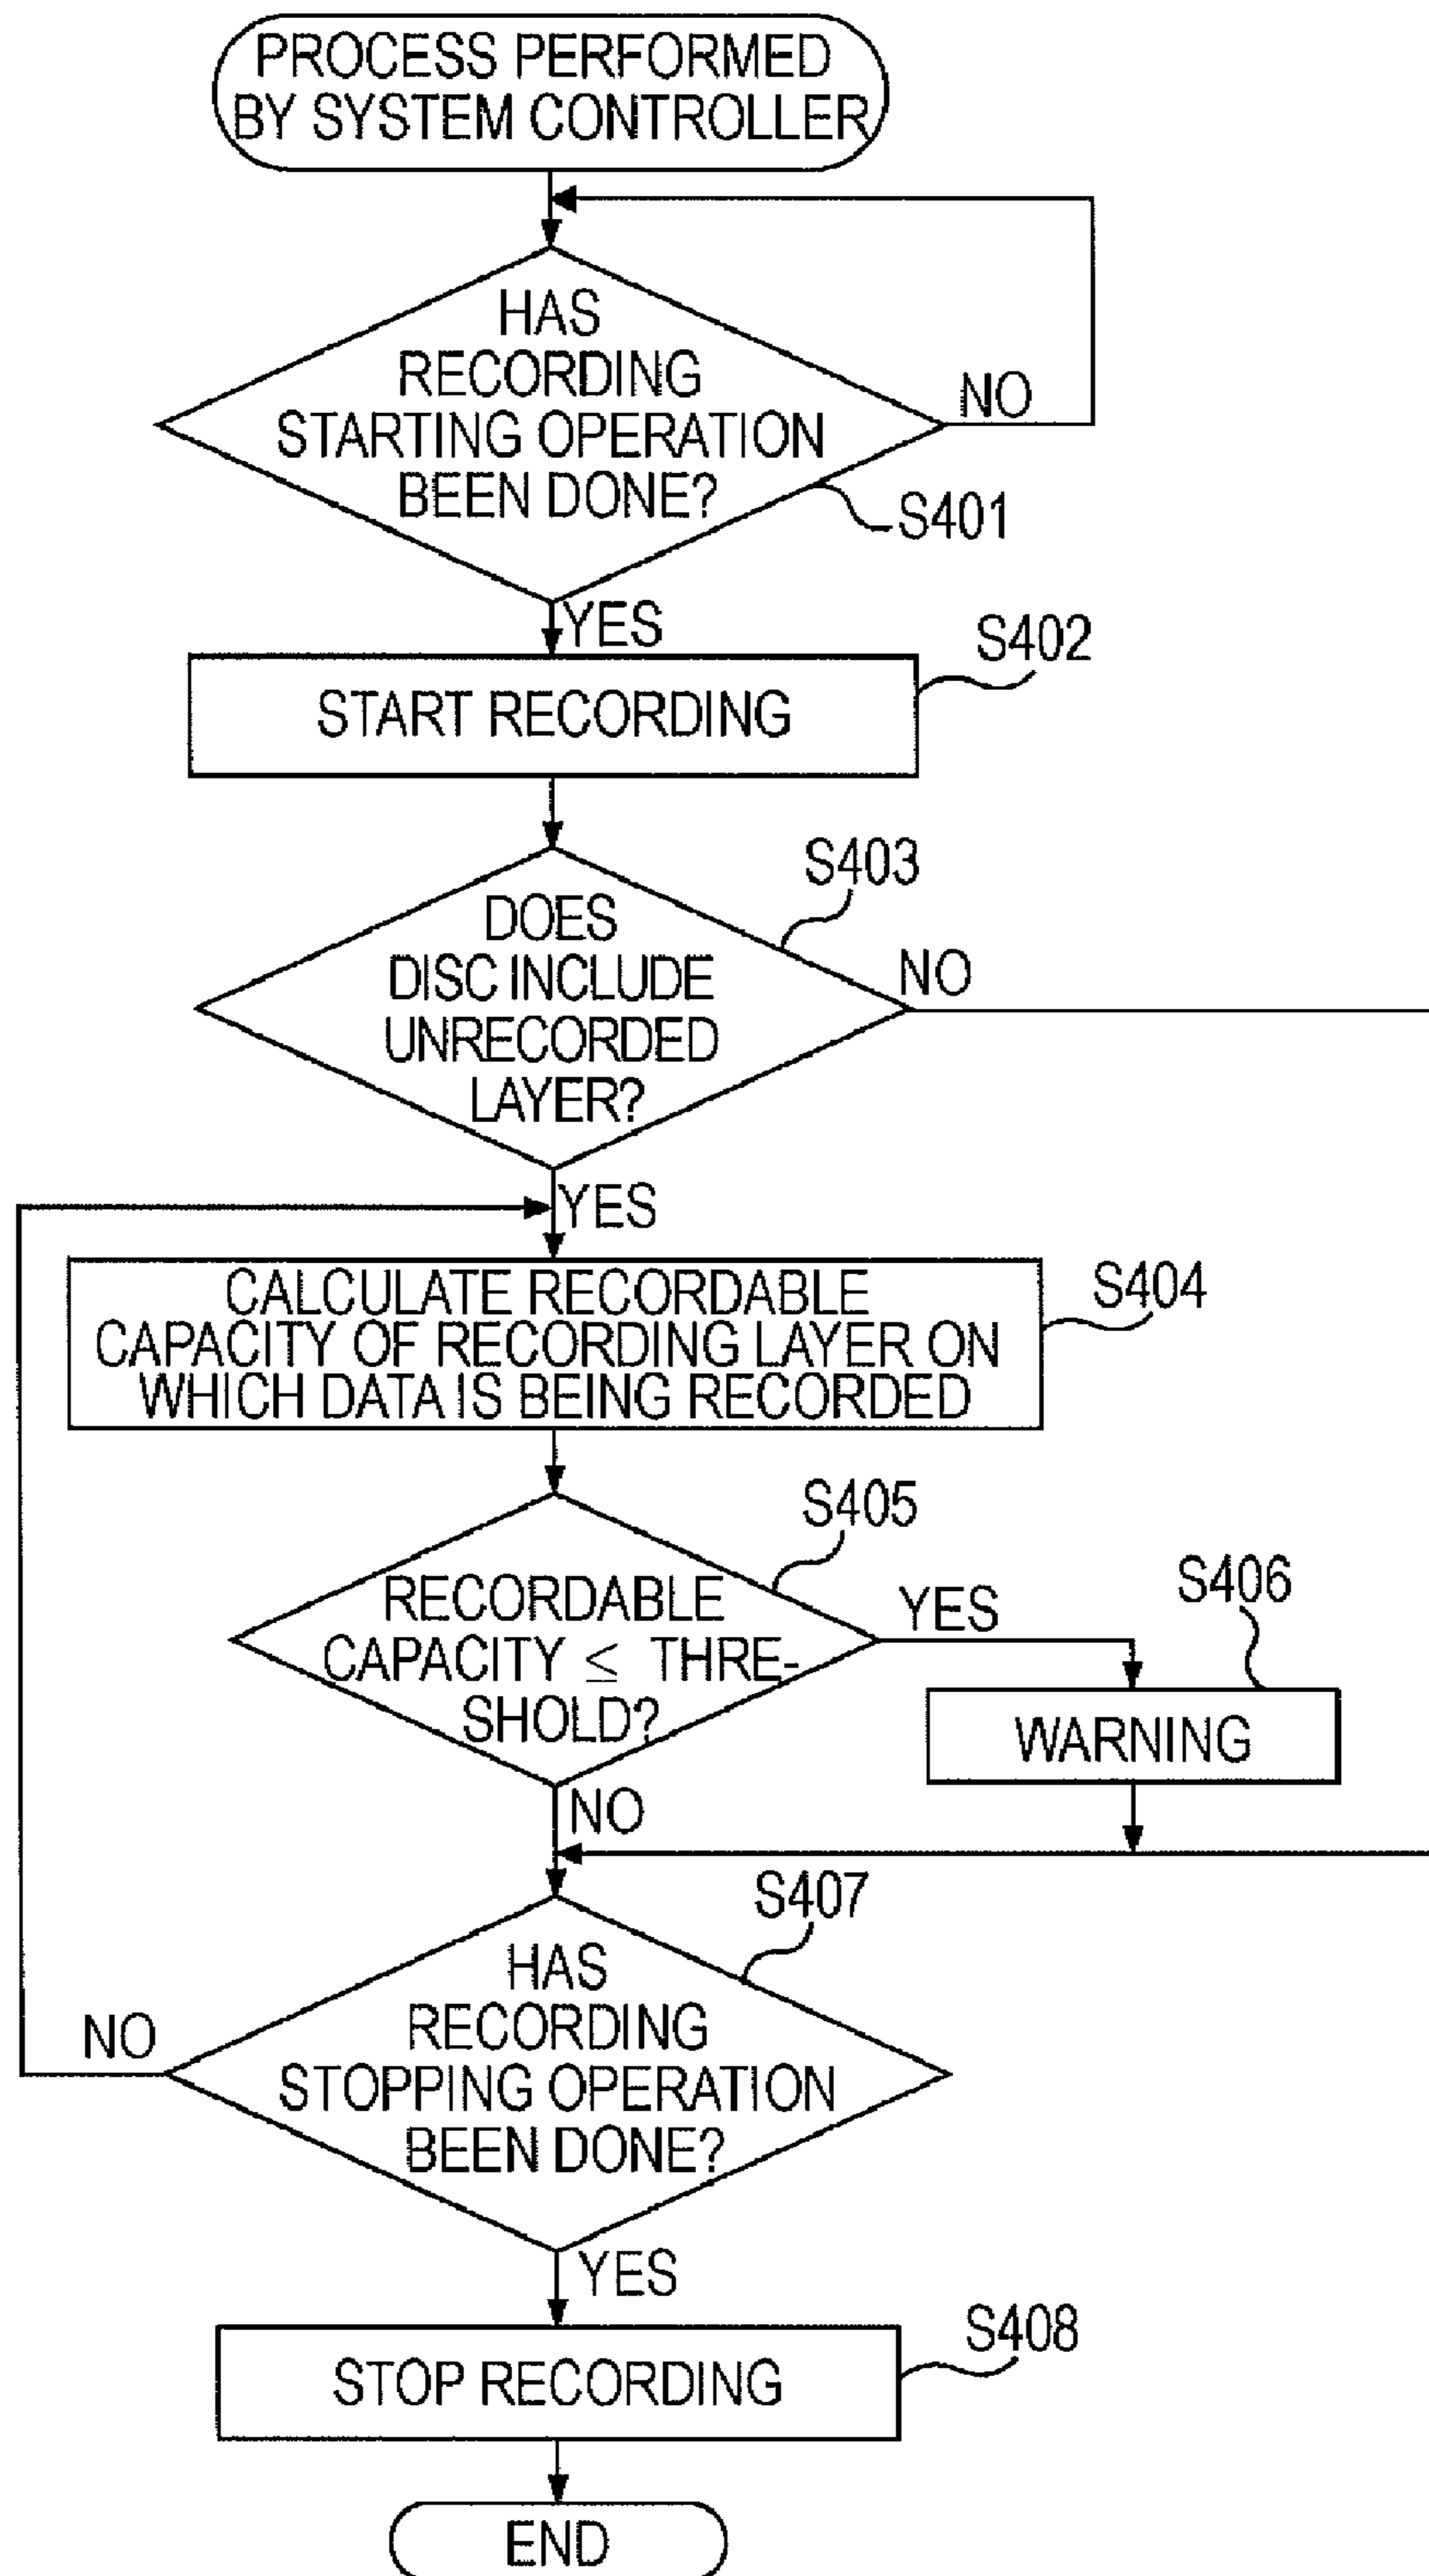 PROCESS PERFORMED
BY SYSTEM CONTROLLER
HAS
RECORDING
STARTING OPERATION
BEEN DONE?
NO
S401
YES
S402
START RECORDING
S403
DOES
DISC INCLUDE
UNRECORDED
LAYER?
NO
YES
S404
CALCULATE RECORDABLE
CAPACITY OF RECORDING LAYER ON
WHICH DATA IS BEING RECORDED
S405
RECORDABLE
CAPACITY ≤ THRE-
SHOLD?
YES
S406
WARNING
NO
S407
HAS
RECORDING
STOPPING OPERATION
BEEN DONE?
NO
YES
S408
STOP RECORDING
END